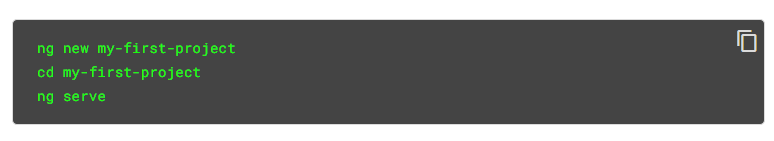 ng new my-first-project
cd my-first-project
ng serve